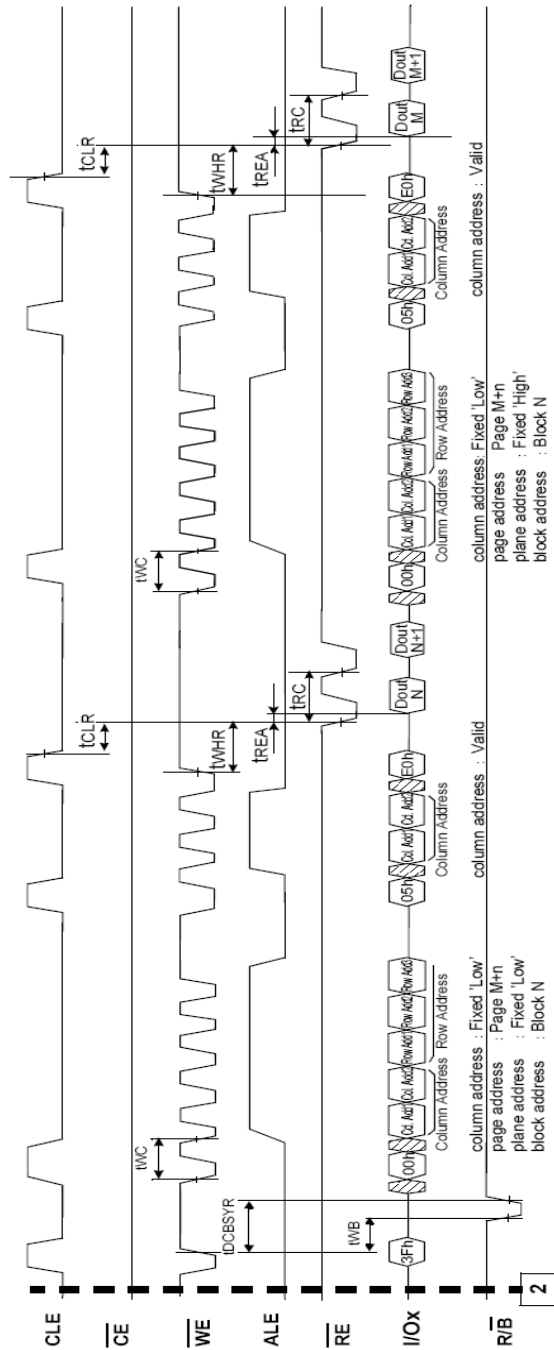 CLE
tCLR
tCLR
CE
WE
tWC
tWHR
tWC
tWHR
tDCBSYR
ALE
tREA
tREA
RE
tRC
tRC
tWB
I/Ox
3Fh
00h
Col. Add1
Col. Add2
Row Add1
Row Add2
Row Add3
05h
Col. Add1
Col. Add2
E0h
Dout N
Dout N+1
00h
Col. Add1
Col. Add2
Row Add1
Row Add2
Row Add3
05h
Col. Add1
Col. Add2
E0h
Dout M
Dout M+1
Column Address
Row Address
Column Address
Column Address
Row Address
Column Address
R/B
column address : Fixed 'Low'
page address : Page M+n
plane address : Fixed 'Low'
block address : Block N
column address : Valid
column address: Fixed 'Low'
page address : Page M+n
plane address : Fixed 'High'
block address : Block N
column address : Valid
2